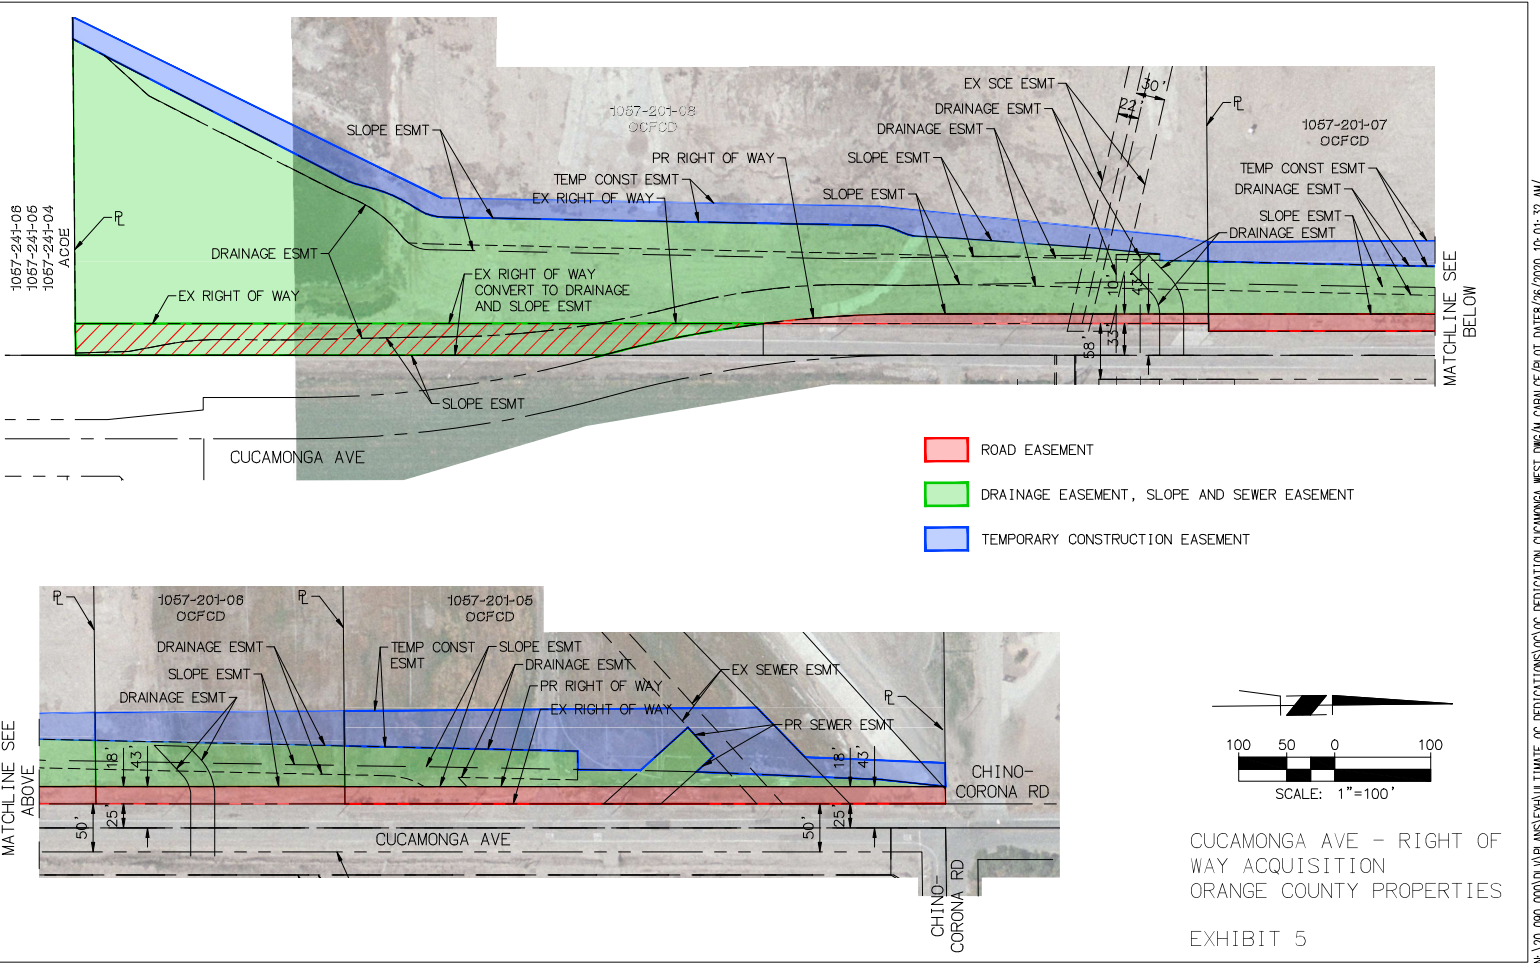 1057-201-08
OCFCD
SLOPE ESMT
EX SCE ESMT
30'
22'
DRAINAGE ESMT
DRAINAGE ESMT
PR RIGHT OF WAY
SLOPE ESMT
TEMP CONST ESMT
EX RIGHT OF WAY
SLOPE ESMT
PL
1057-201-07
OCFCD
TEMP CONST ESMT
DRAINAGE ESMT
SLOPE ESMT
DRAINAGE ESMT
1057-241-06
1057-241-05
1057-241-04
ACOE
PL
DRAINAGE ESMT
EX RIGHT OF WAY
EX RIGHT OF WAY
CONVERT TO DRAINAGE
AND SLOPE ESMT
10'
43'
58'
33'
MATCHLINE SEE
BELOW
SLOPE ESMT
CUCAMONGA AVE
ROAD EASEMENT
DRAINAGE EASEMENT, SLOPE AND SEWER EASEMENT
TEMPORARY CONSTRUCTION EASEMENT
PL
1057-201-06
OCFCD
PL
1057-201-05
OCFCD
DRAINAGE ESMT
SLOPE ESMT
DRAINAGE ESMT
TEMP CONST
ESMT
SLOPE ESMT
DRAINAGE ESMT
PR RIGHT OF WAY
EX RIGHT OF WAY
EX SEWER ESMT
PR SEWER ESMT
PL
MATCHLINE SEE
ABOVE
18'
43'
50'
25'
CUCAMONGA AVE
18'
43'
50'
25'
CHINO-
CORONA RD
CHINO-
CORONA RD
100 50 0 100
SCALE: 1"=100'
CUCAMONGA AVE - RIGHT OF
WAY ACQUISITION
ORANGE COUNTY PROPERTIES
EXHIBIT 5